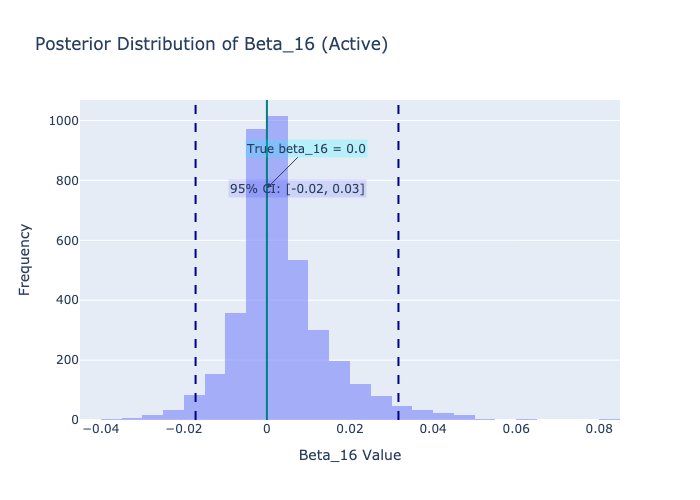 Posterior Distribution of Beta_16 (Active)
1000
800
600
400
200
0
Frequency
True beta_16 = 0.0
95% CI: [-0.02, 0.03]
−0.04
−0.02
0
0.02
0.04
0.06
0.08
Beta_16 Value